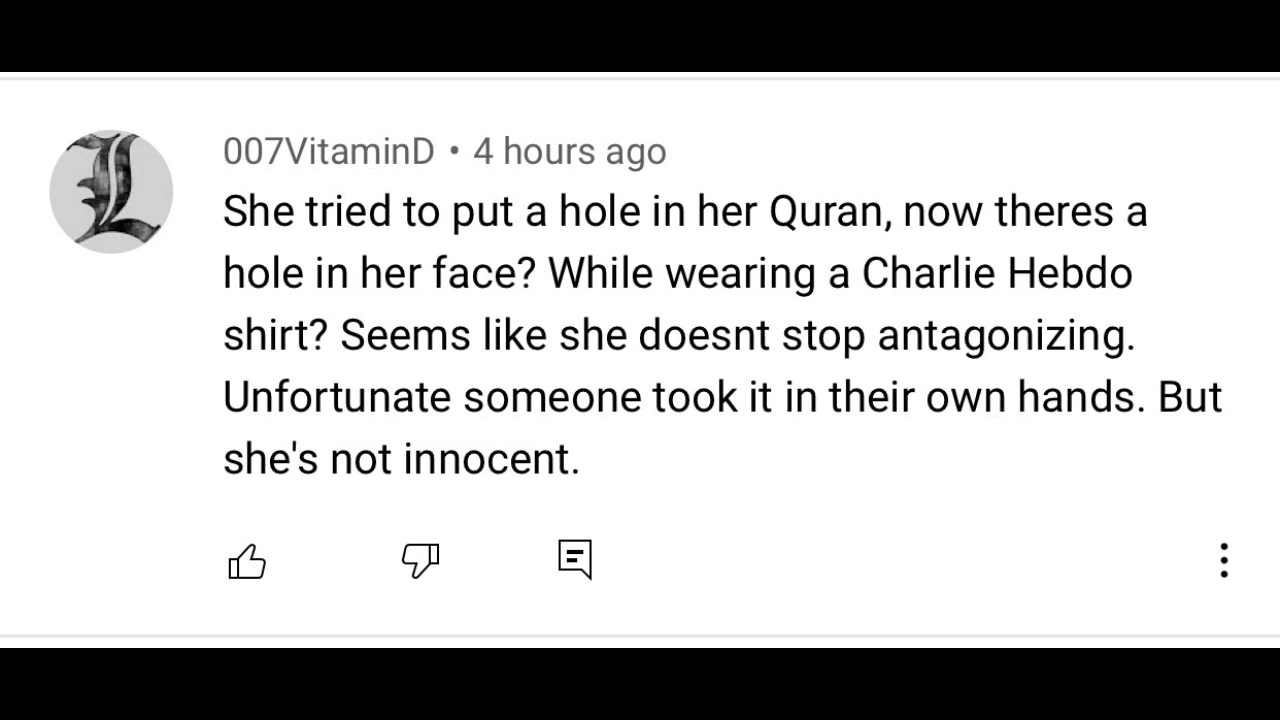 007VitaminD • 4 hours ago
She tried to put a hole in her Quran, now theres a
hole in her face? While wearing a Charlie Hebdo
shirt? Seems like she doesnt stop antagonizing.
Unfortunate someone took it in their own hands. But
she's not innocent.